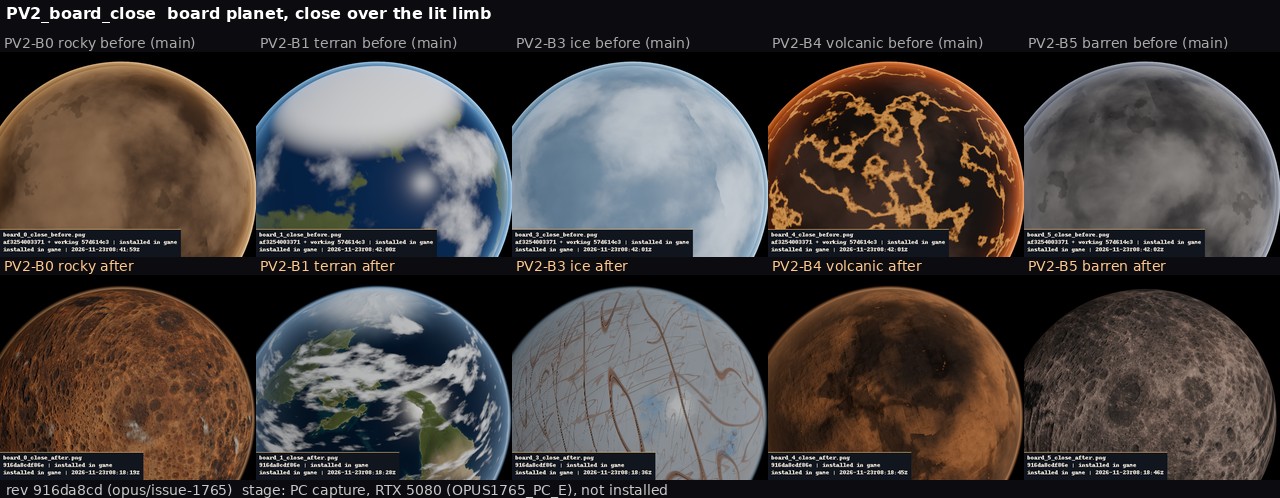 PV2_board_close  board planet, close over the lit limb
PV2-B0 rocky before (main)
PV2-B1 terran before (main)
PV2-B3 ice before (main)
PV2-B4 volcanic before (main)
PV2-B5 barren before (main)
board_0_close_before.png
af3254003371 + working 574614c3 | installed in game
installed in game | 2026-11-23T08:41:59Z
board_1_close_before.png
af3254003371 + working 574614c3 | installed in game
installed in game | 2026-11-23T08:42:00Z
board_3_close_before.png
af3254003371 + working 574614c3 | installed in game
installed in game | 2026-11-23T08:42:01Z
board_4_close_before.png
af3254003371 + working 574614c3 | installed in game
installed in game | 2026-11-23T08:42:01Z
board_5_close_before.png
af3254003371 + working 574614c3 | installed in game
installed in game | 2026-11-23T08:42:02Z
PV2-B0 rocky after
PV2-B1 terran after
PV2-B3 ice after
PV2-B4 volcanic after
PV2-B5 barren after
board_0_close_after.png
916da8cdf06e | installed in game
installed in game | 2026-11-23T08:18:19Z
board_1_close_after.png
916da8cdf06e | installed in game
installed in game | 2026-11-23T08:18:28Z
board_3_close_after.png
916da8cdf06e | installed in game
installed in game | 2026-11-23T08:18:36Z
board_4_close_after.png
916da8cdf06e | installed in game
installed in game | 2026-11-23T08:18:45Z
board_5_close_after.png
916da8cdf06e | installed in game
installed in game | 2026-11-23T08:18:46Z
rev 916da8cd (opus/issue-1765)  stage: PC capture, RTX 5080 (OPUS1765_PC_E), not installed